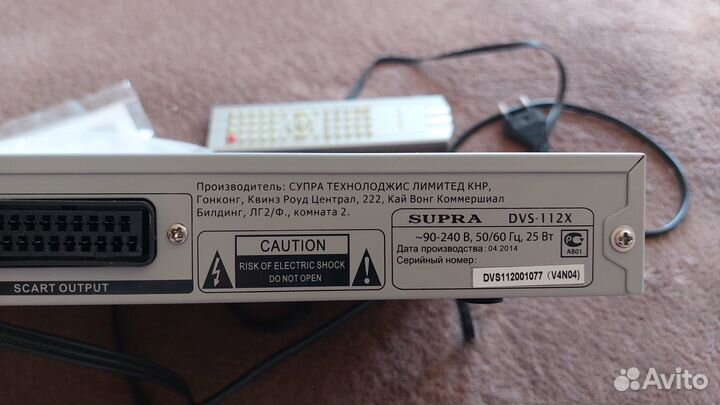 Производитель: СУПРА ТЕХНОЛОДЖИС ЛИМИТЕД КНР,
Гонконг, Квинз Роуд Централ, 222, Кай Вонг Коммершиал
Билдинг, ЛГ2/Ф., комната 2.
SUPRA DVS-112X
~90-240 В, 50/60 Гц, 25 Вт
Дата производства: 04.2014
Серийный номер:
АВ01
DVS112001077 (V4N04)
CAUTION
RISK OF ELECTRIC SHOCK
DO NOT OPEN
SCART OUTPUT
Avito